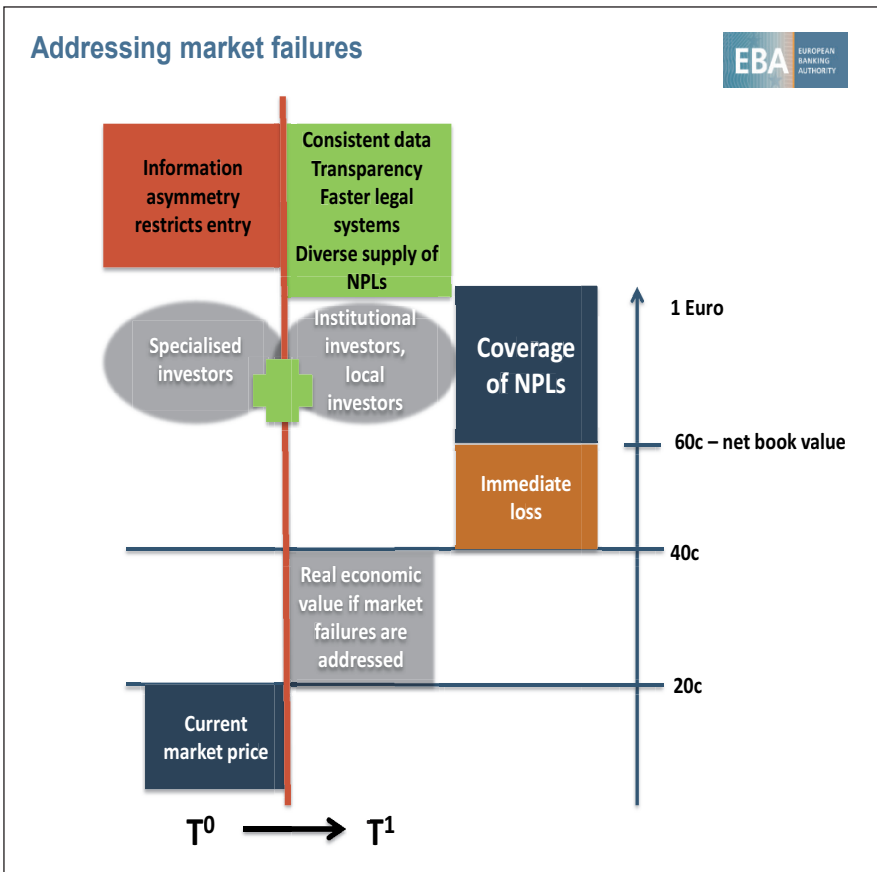 Addressing market failures
EBA
EUROPEAN
BANKING
AUTHORITY
Information
asymmetry
restricts entry
Consistent data
Transparency
Faster legal
systems
Diverse supply of
NPLs
Specialised
investors
Institutional
investors,
local
investors
Coverage
of NPLs
1 Euro
60c – net book value
Immediate
loss
40c
Real economic
value if market
failures are
addressed
20c
Current
market price
T⁰
T¹